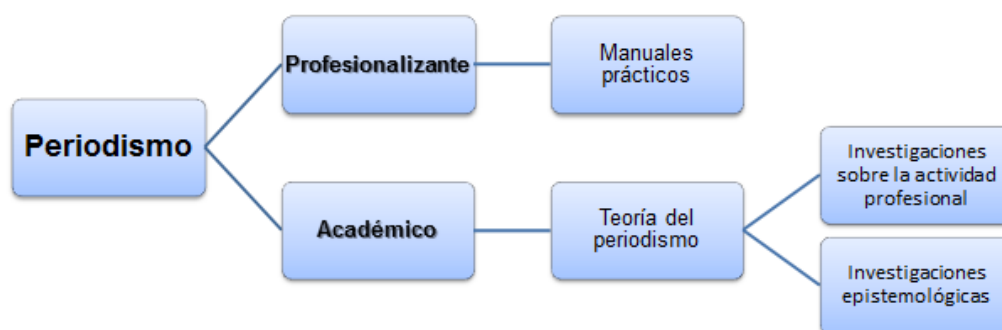 Periodismo
Profesionalizante
Manuales
prácticos
Académico
Teoría del
periodismo
Investigaciones
sobre la actividad
profesional
Investigaciones
epistemológicas